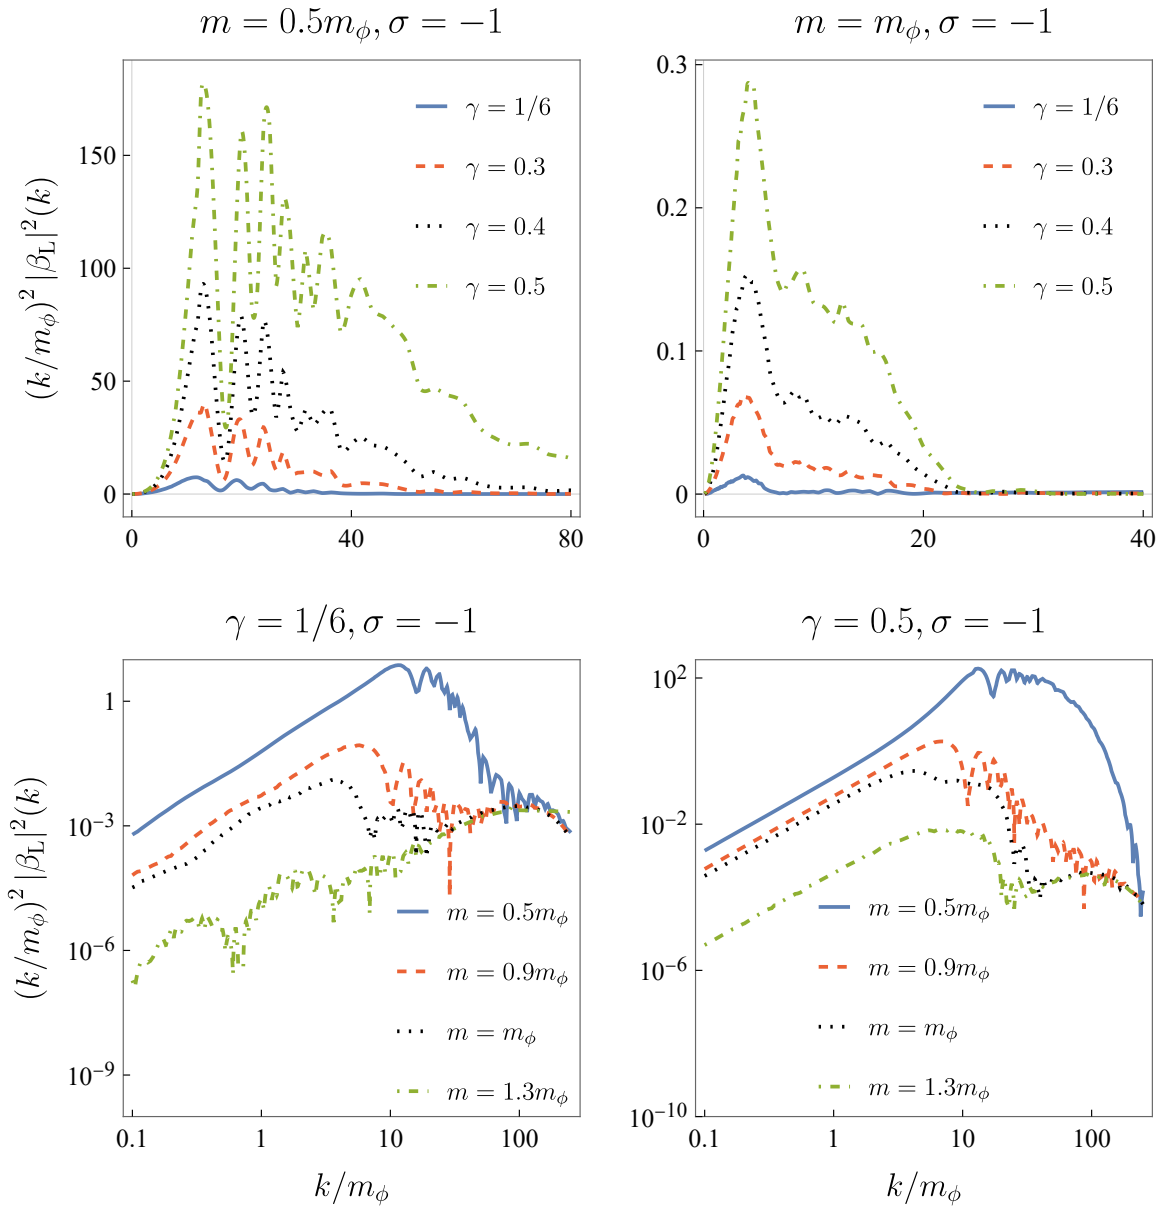 m = 0.5m_ϕ, σ = −1
(k/m_ϕ)² |β_L|²(k)
150
100
50
0
0 40 80
γ = 1/6
γ = 0.3
γ = 0.4
γ = 0.5
m = m_ϕ, σ = −1
0.3
0.2
0.1
0
0 20 40
γ = 1/6
γ = 0.3
γ = 0.4
γ = 0.5
γ = 1/6, σ = −1
(k/m_ϕ)² |β_L|²(k)
1
10⁻³
10⁻⁶
10⁻⁹
0.1 1 10 100
k/m_ϕ
m = 0.5m_ϕ
m = 0.9m_ϕ
m = m_ϕ
m = 1.3m_ϕ
γ = 0.5, σ = −1
10²
10⁻²
10⁻⁶
10⁻¹⁰
0.1 1 10 100
k/m_ϕ
m = 0.5m_ϕ
m = 0.9m_ϕ
m = m_ϕ
m = 1.3m_ϕ